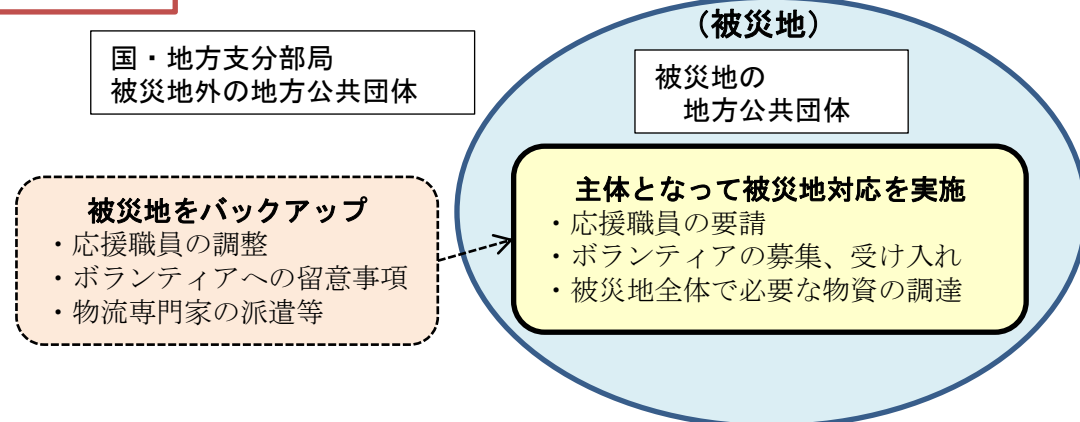 国・地方支分部局
被災地外の地方公共団体
被災地をバックアップ
・応援職員の調整
・ボランティアへの留意事項
・物流専門家の派遣等
（被災地）
被災地の
地方公共団体
主体となって被災地対応を実施
・応援職員の要請
・ボランティアの募集、受け入れ
・被災地全体で必要な物資の調達